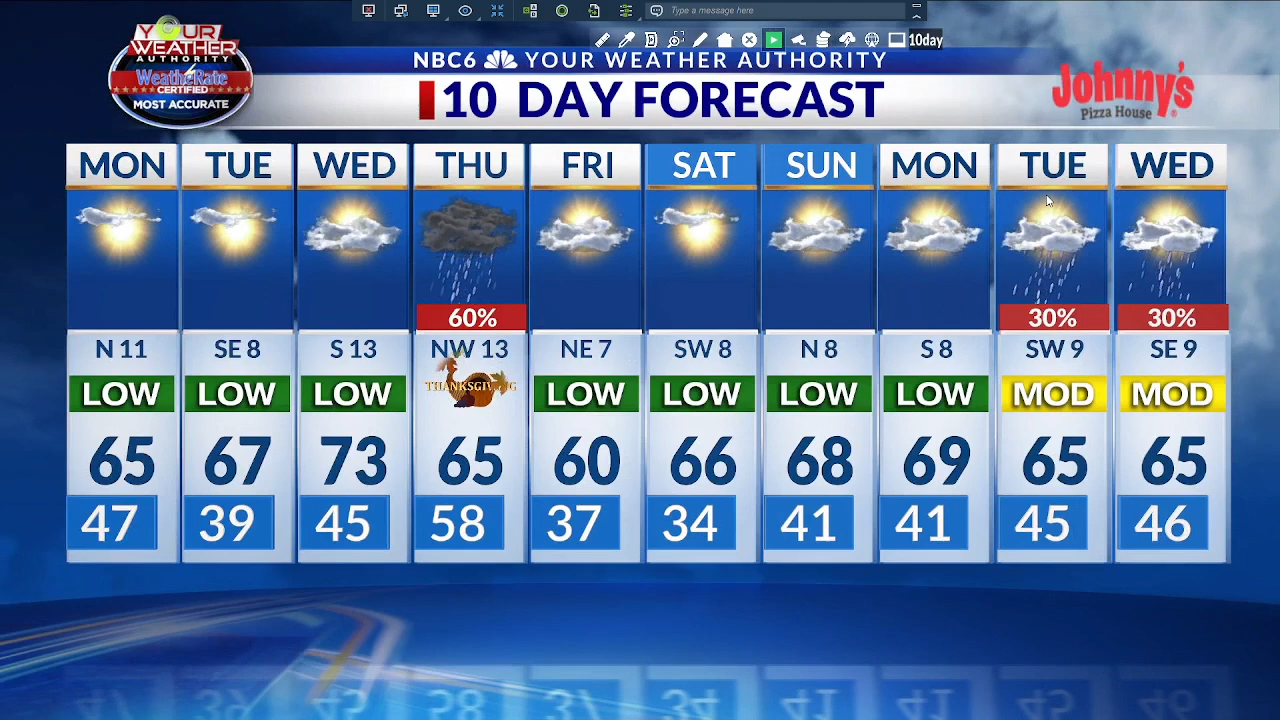 Type a message here
10day
YOUR
WEATHER
AUTHORITY
WeatheRate
CERTIFIED
MOST ACCURATE
NBC6 YOUR WEATHER AUTHORITY
10 DAY FORECAST
Johnny's
Pizza House
MON TUE WED THU FRI SAT SUN MON TUE WED
60% 30% 30%
N 11 SE 8 S 13 NW 13 NE 7 SW 8 N 8 S 8 SW 9 SE 9
LOW LOW LOW THANKSGIVING LOW LOW LOW LOW MOD MOD
65 67 73 65 60 66 68 69 65 65
47 39 45 58 37 34 41 41 45 46